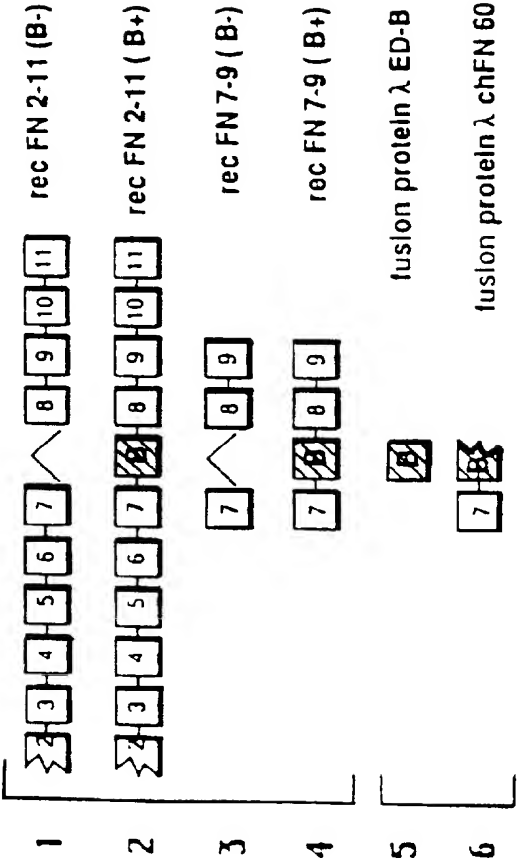 1 2 3 4 5 6 7 8 9 10 11 rec FN 2-11 (B-)
2 2 3 4 5 6 7 B 8 9 10 11 rec FN 2-11 ( B+)
3 7 8 9 rec FN 7-9 ( B-)
4 7 B 8 9 rec FN 7-9 ( B+)
5 B fusion protein λ ED-B
6 7 B fusion protein λ chFN 60